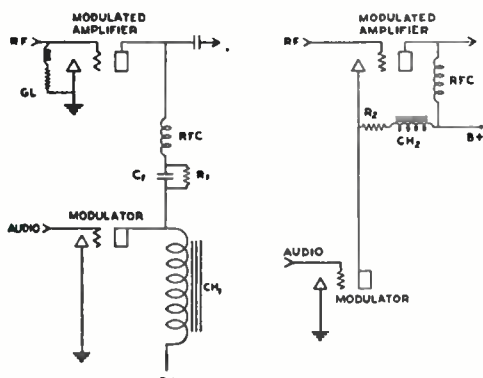 MODULATED
AMPLIFIER
RF
GL
RFC
C1
R1
MODULATOR
AUDIO
CH1
MODULATED
AMPLIFIER
RF
R2
RFC
CH2
B+
AUDIO
MODULATOR